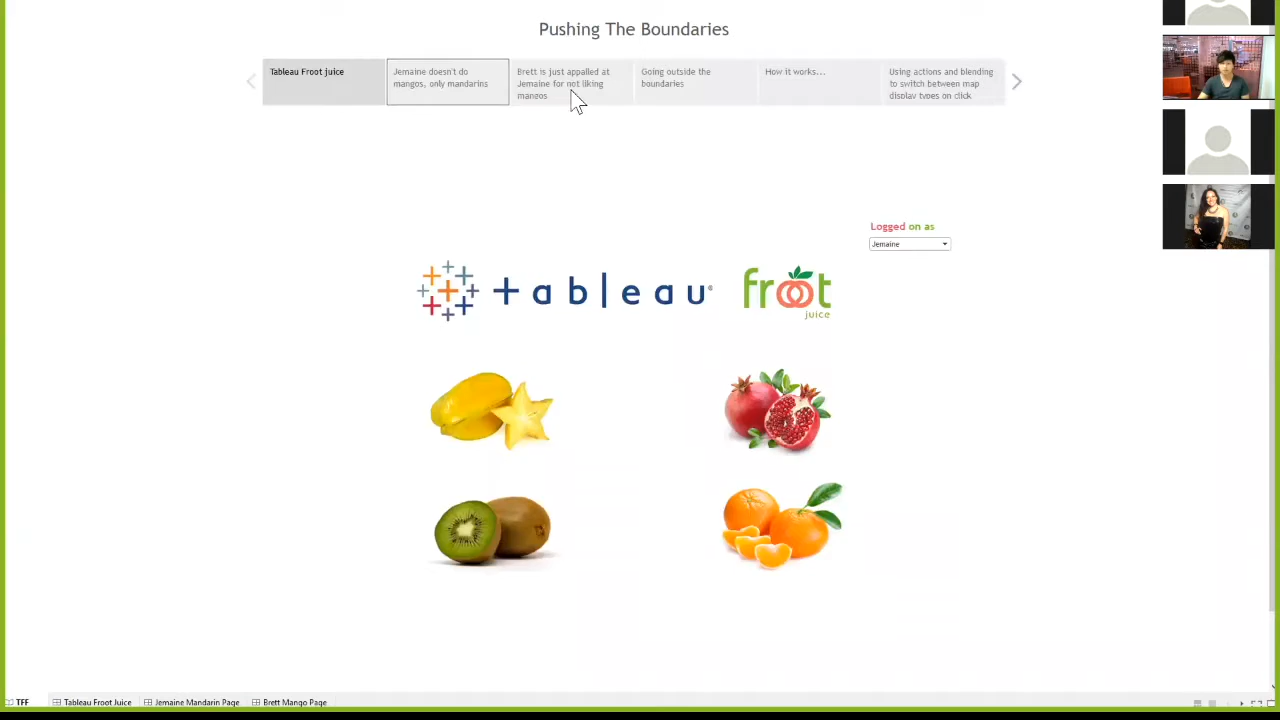 Pushing The Boundaries
Tableau Froot juice
Jemaine doesn't do
mangos, only mandarins
Brett is just appalled at
Jemaine for not liking
mangos
Going outside the
boundaries
How it works...
Using actions and blending
to switch between map
display types on click
Logged on as
Jemaine
+ableau®
froot
juice
TFF
Tableau Froot Juice
Jemaine Mandarin Page
Brett Mango Page